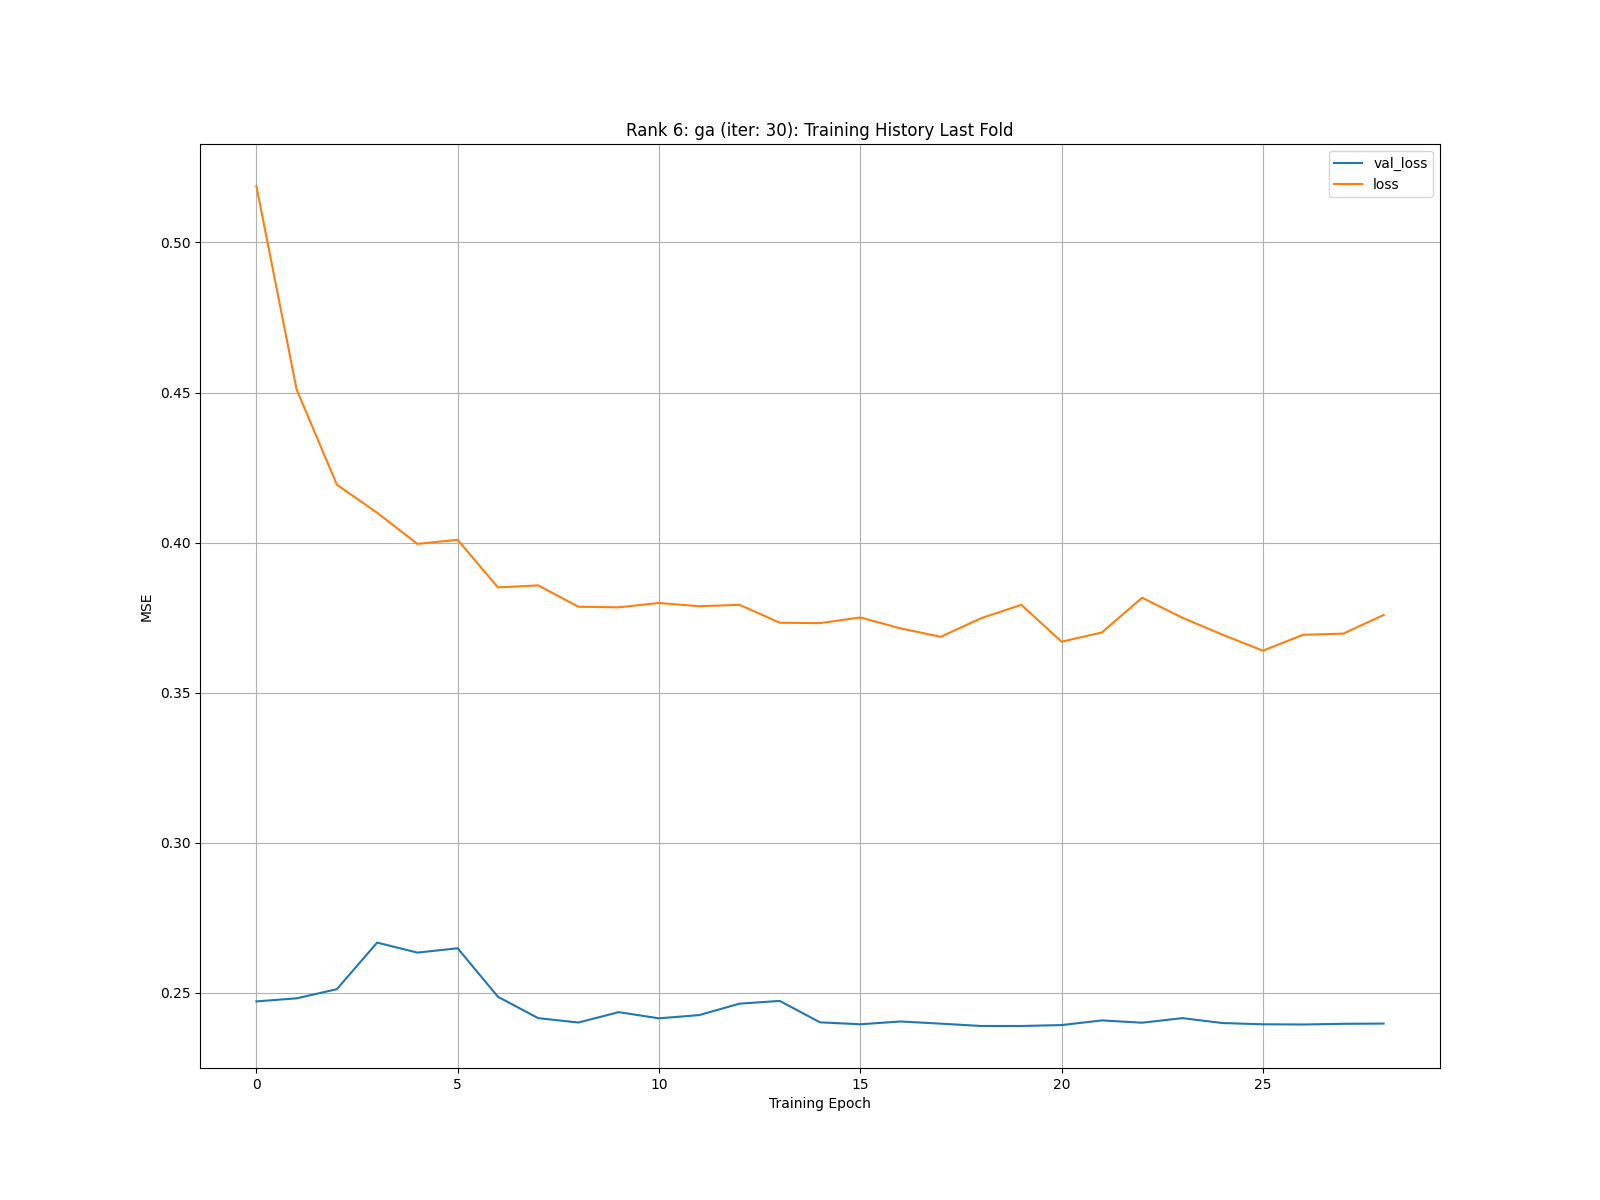 Rank 6: ga (iter: 30): Training History Last Fold
val_loss
loss
0.50
0.45
0.40
0.35
0.30
0.25
MSE
0 5 10 15 20 25
Training Epoch